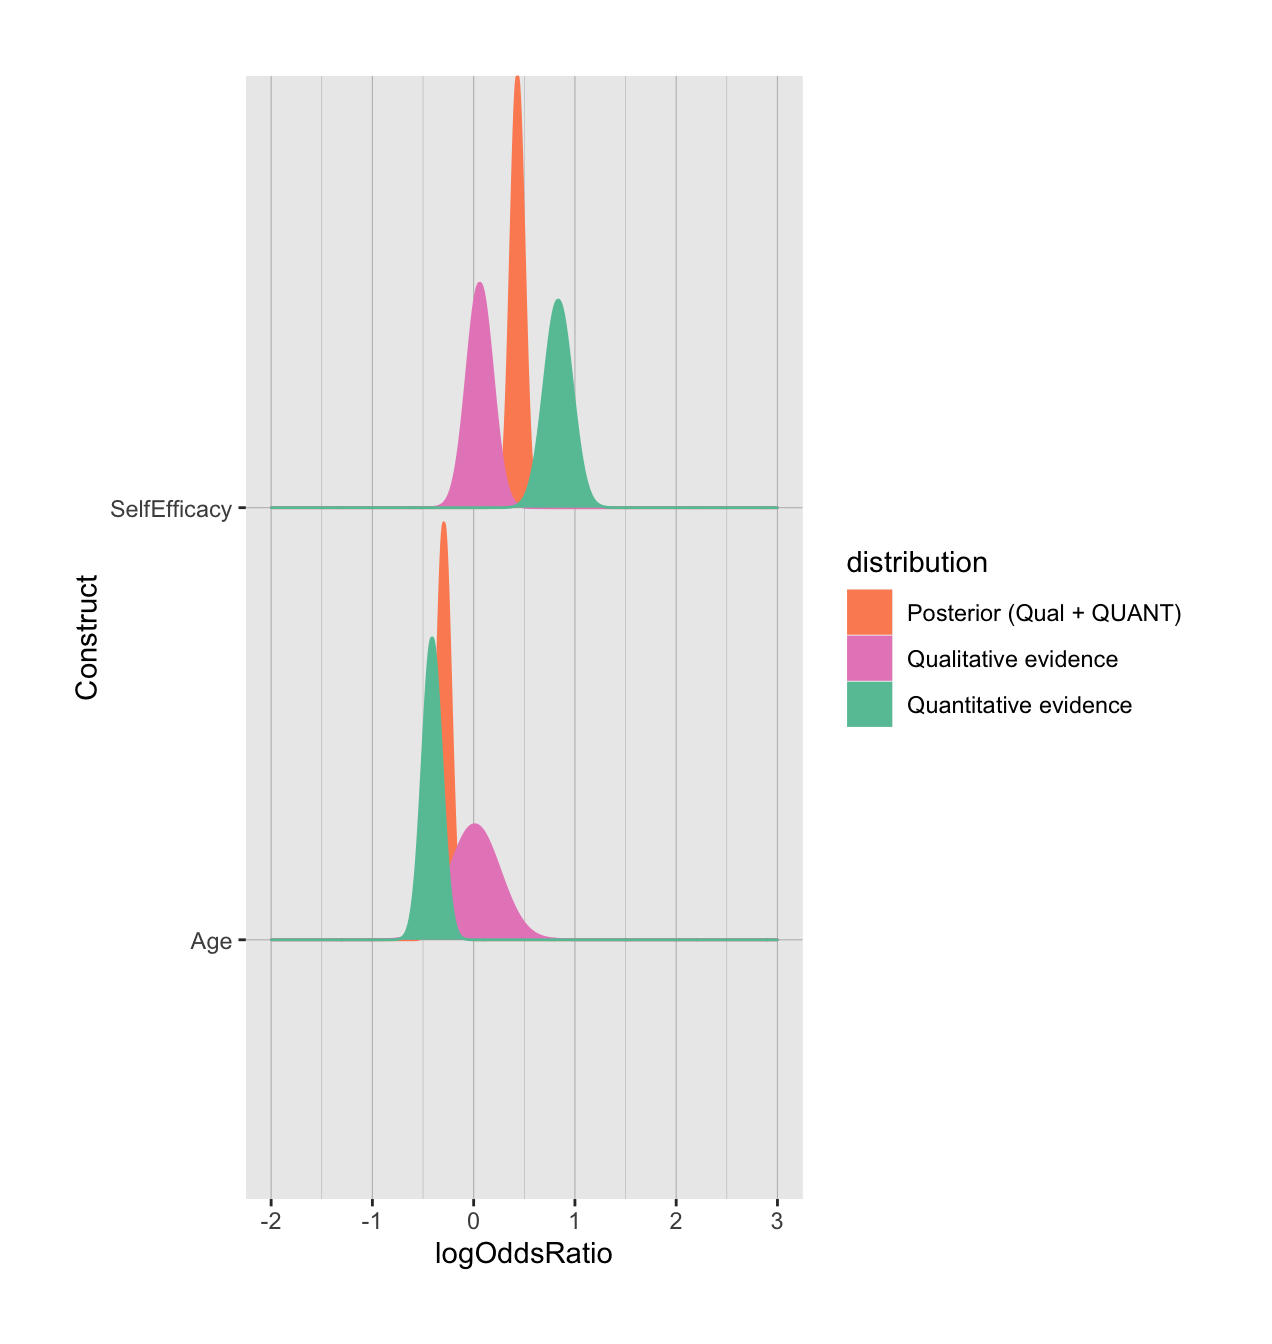 SelfEfficacy
Age
Construct
-2 -1 0 1 2 3
logOddsRatio
distribution
Posterior (Qual + QUANT)
Qualitative evidence
Quantitative evidence